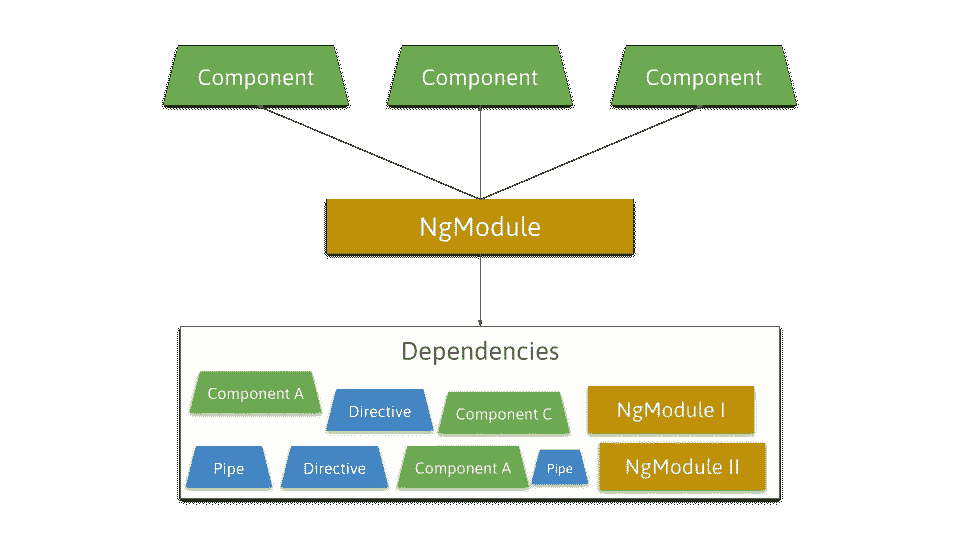 Component
Component
Component
NgModule
Dependencies
Component A
Directive
Component C
NgModule I
Pipe
Directive
Component A
Pipe
NgModule II